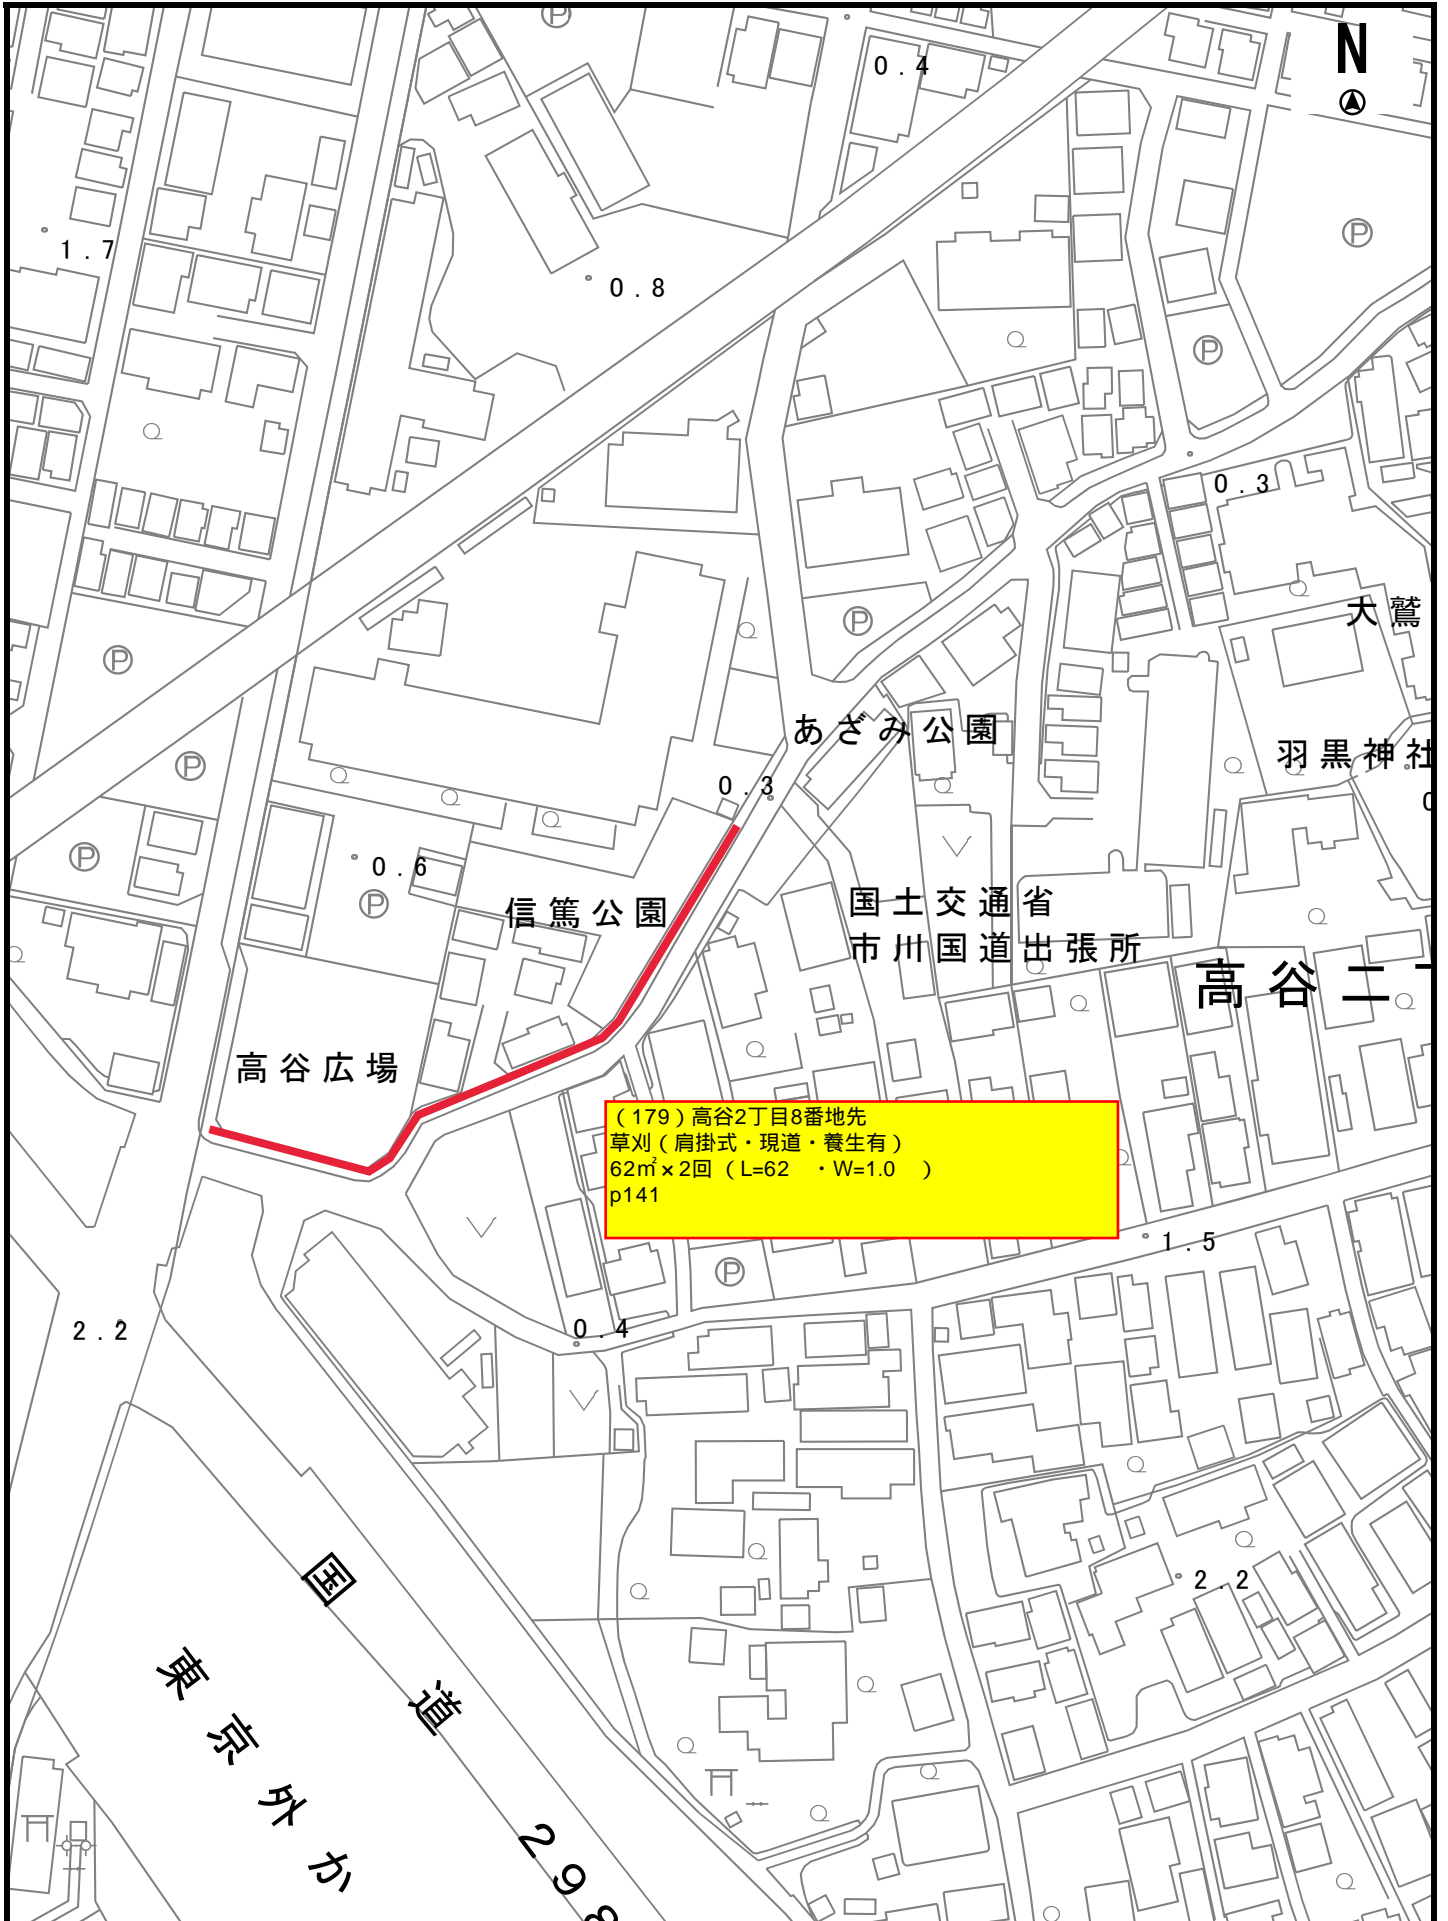 N
0.4
P
1.7
0.8
P
P
0.3
大鷲
P
P
あざみ公園
羽黒神社
P
0.3
0
P
0.6
P
信篤公園
国土交通省
市川国道出張所
高谷二
高谷広場
(179)高谷2丁目8番地先
草刈(肩掛式・現道・養生有)
62㎡×2回 (L=62 ・W=1.0 )
p141
1.5
P
2.2
0.4
国道298
2.2
東京外か